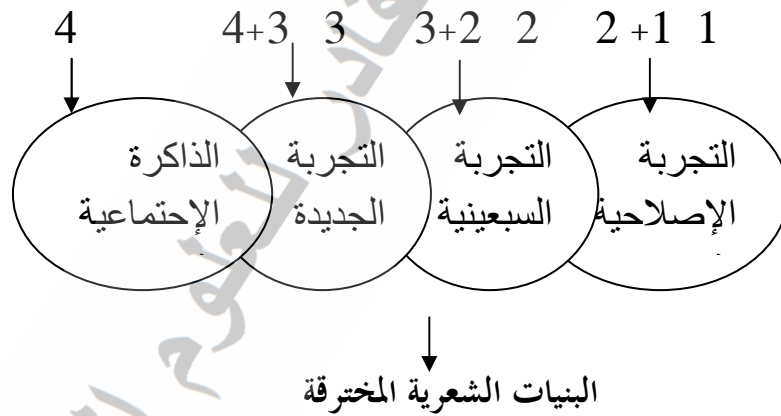 1 2 +1 2 3+2 3 4+3 4
التجربة التجربة التجربة الذاكرة
الإصلاحية السبعينية الجديدة الإحتماعية
البنيات الشعرية المخترقة